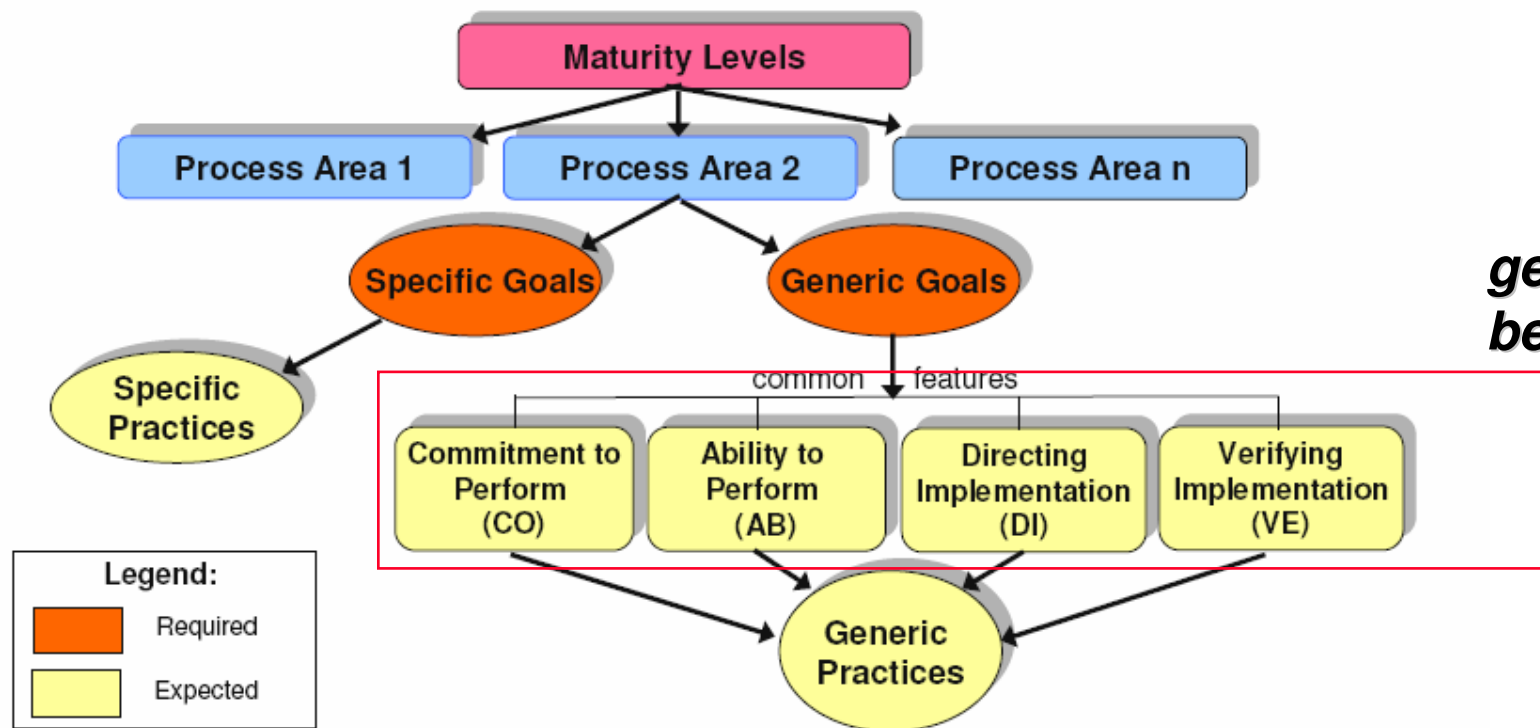 Maturity Levels
Process Area 1
Process Area 2
Process Area n
Specific Goals
Generic Goals
Specific
Practices
common features
Commitment to
Perform
(CO)
Ability to
Perform
(AB)
Directing
Implementation
(DI)
Verifying
Implementation
(VE)
Generic
Practices
Legend:
Required
Expected